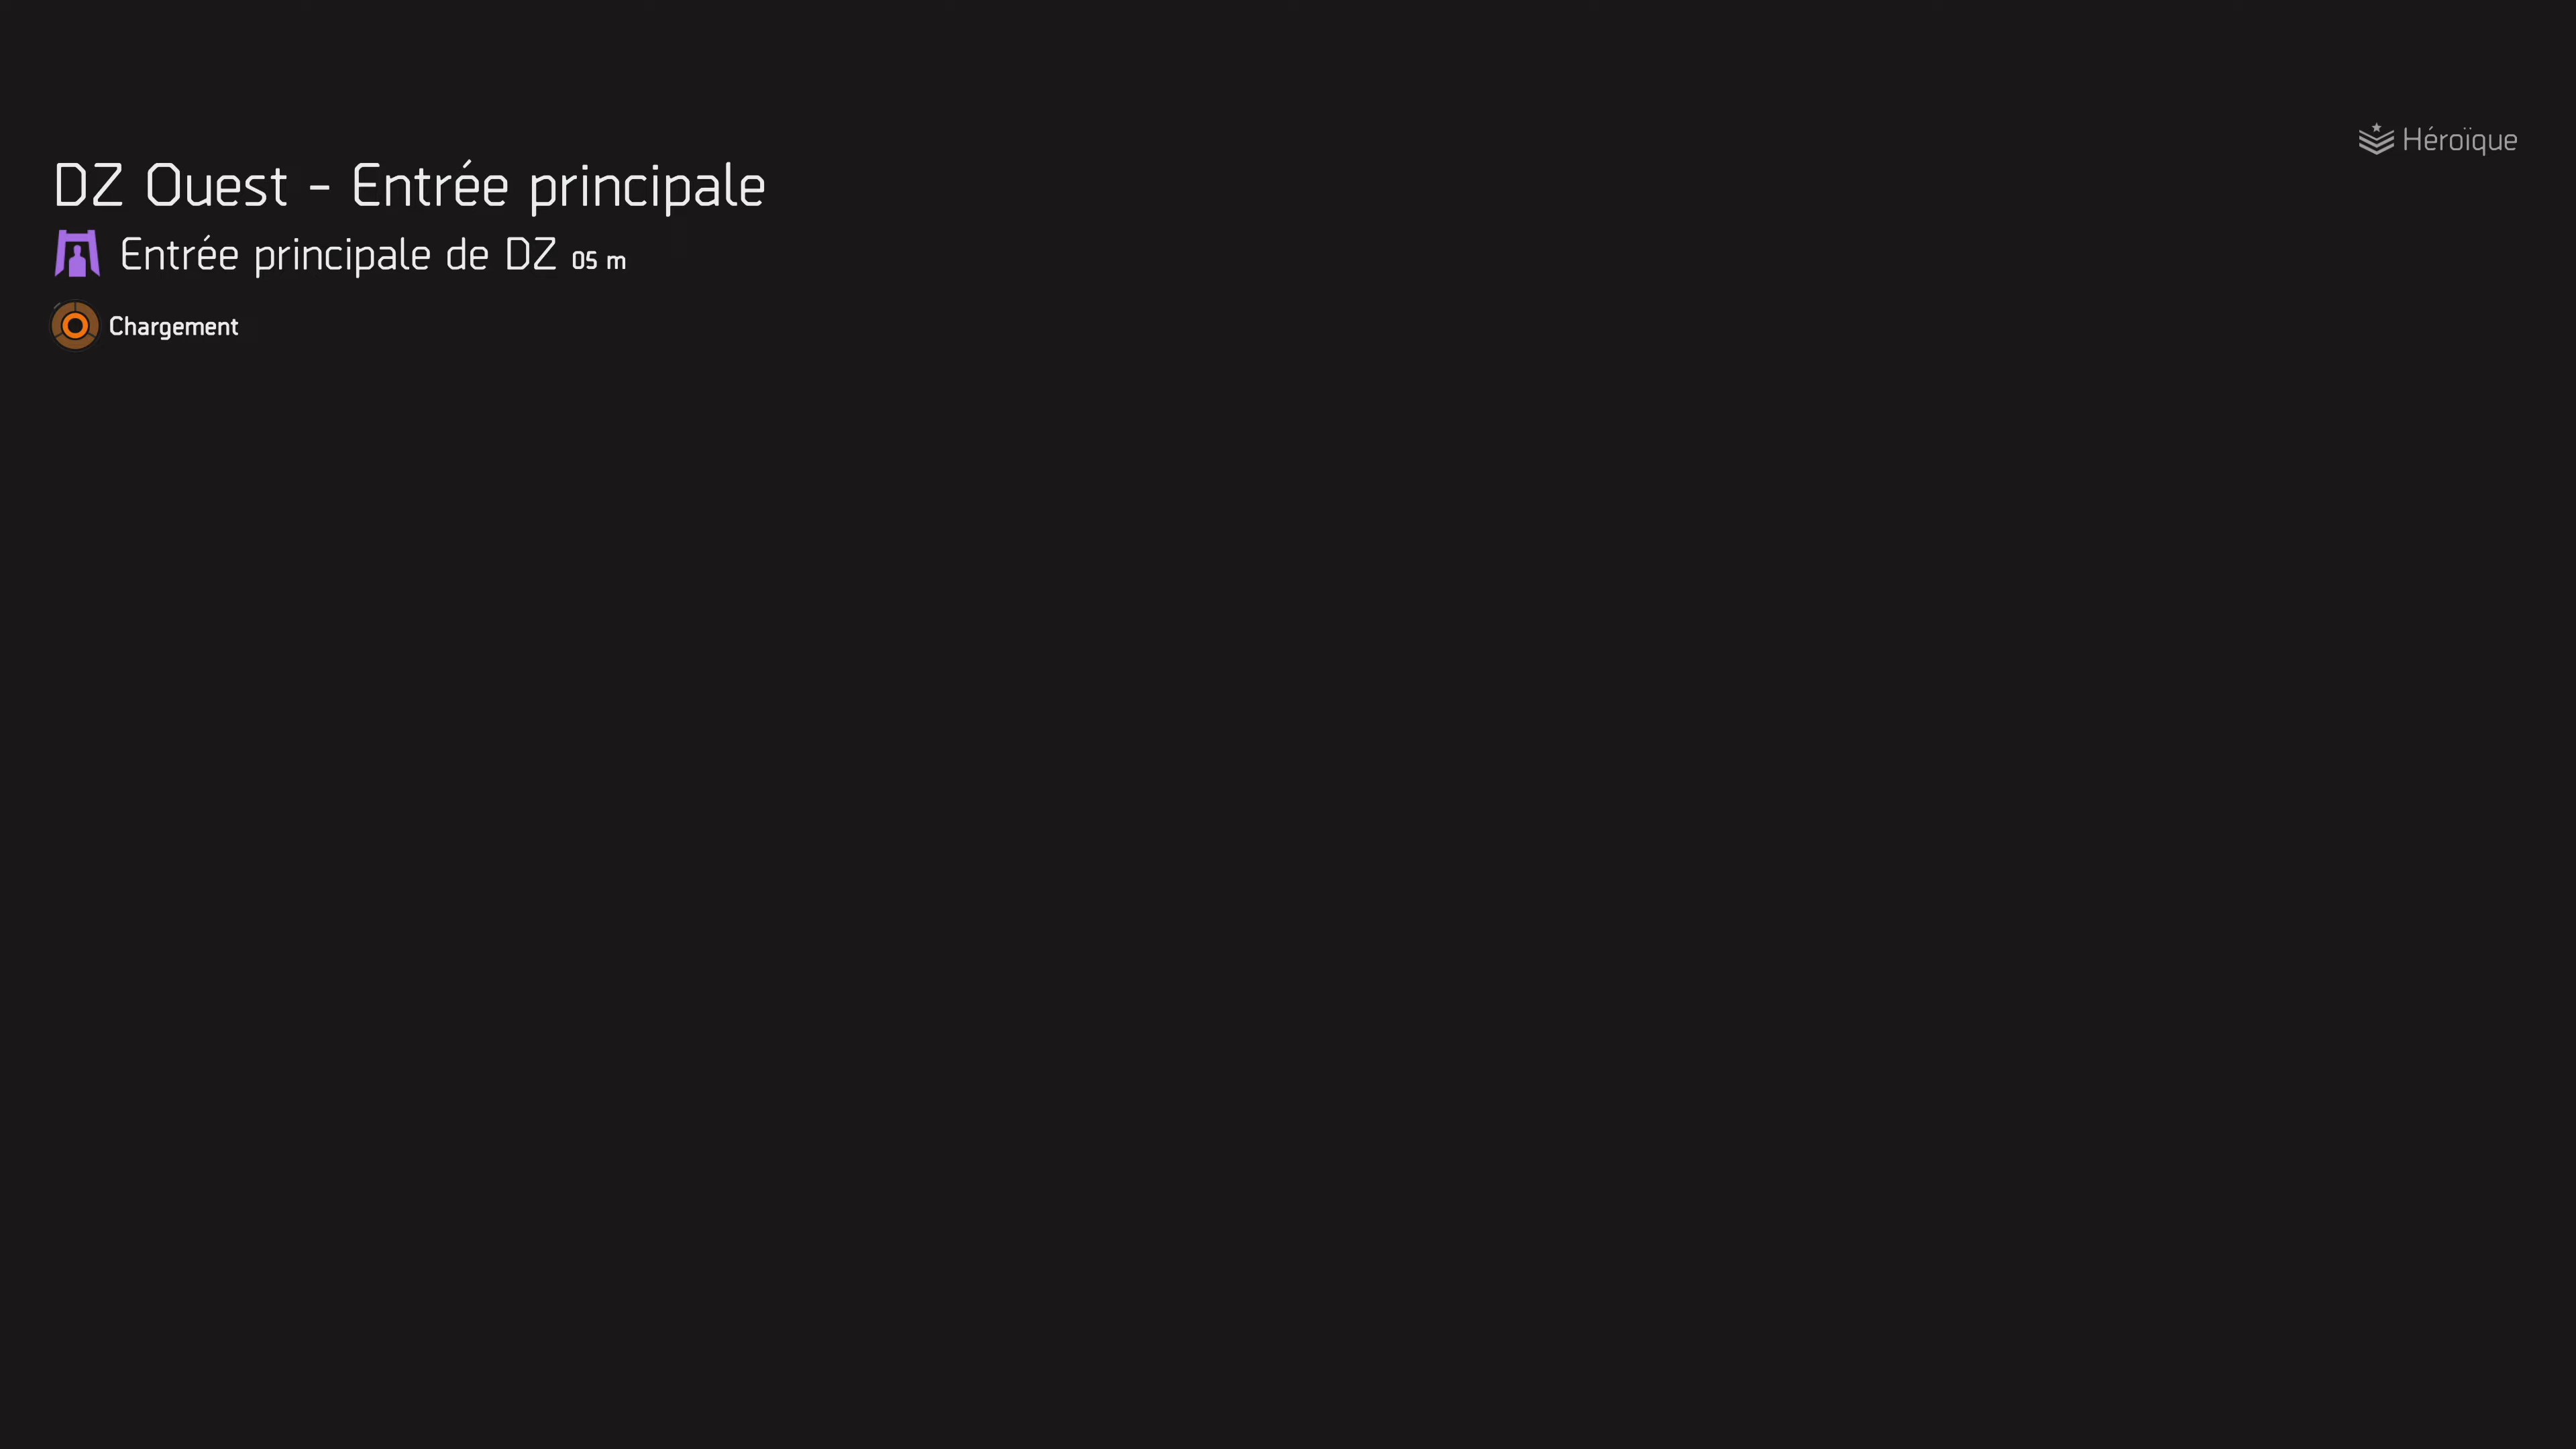 Héroïque
DZ Ouest - Entrée principale
Entrée principale de DZ 05 m
Chargement